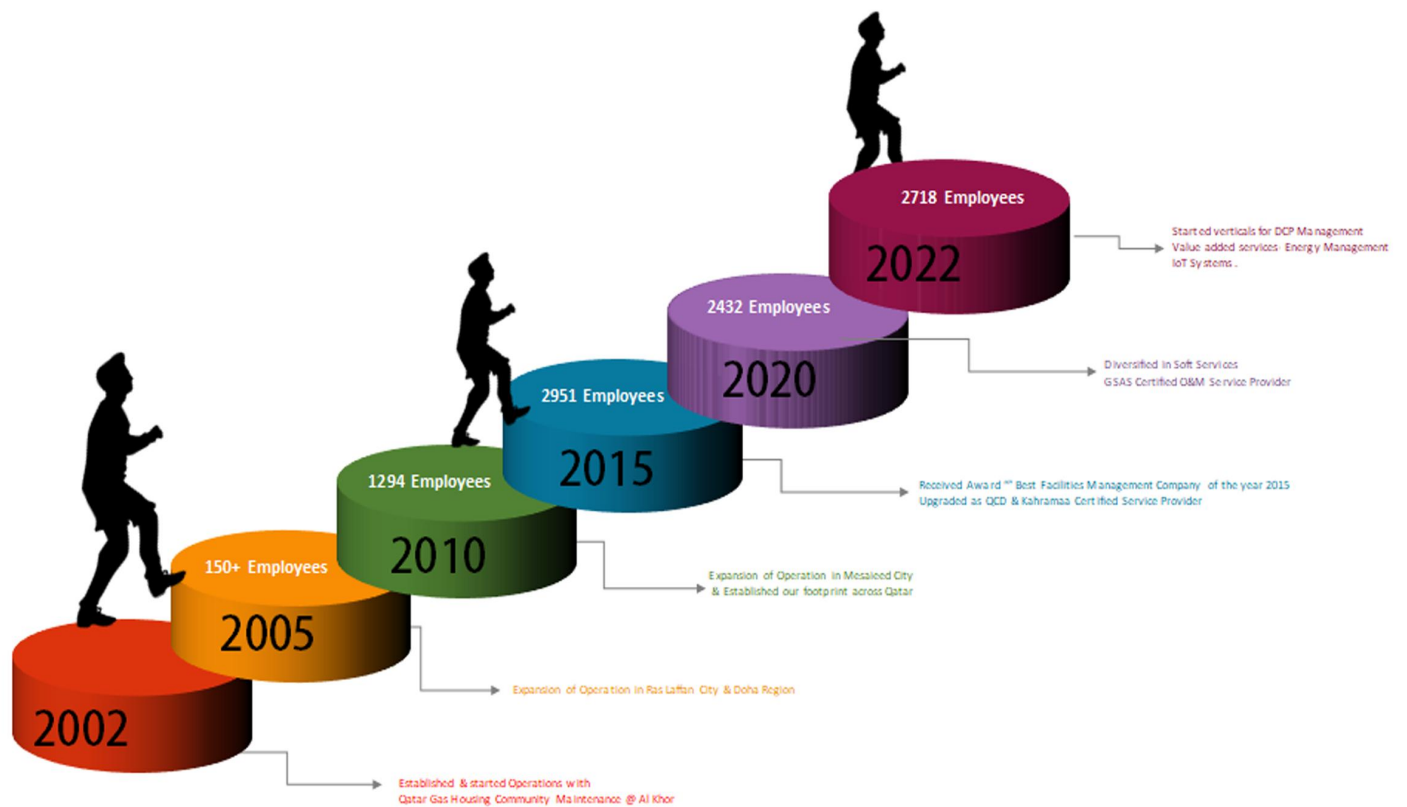 2718 Employees
2022
Started verticals for DCP Management
Value added services- Energy Management
IoT Systems .
2432 Employees
2020
Diversified in Soft Services
GSAS Certified O&M Service Provider
2951 Employees
2015
Received Award "" Best Facilities Management Company of the year 2015
Upgraded as QCD & Kahramaa Certified Service Provider
1294 Employees
2010
Expansion of Operation in Mesaieed City
& Established our footprint across Qatar
150+ Employees
2005
Expansion of Operation in Ras Laffan City & Doha Region
2002
Established & started Operations with
Qatar Gas Housing Community Maintenance @ Al Khor